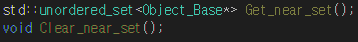 std::unordered_set<Object_Base*> Get_near_set();
void Clear_near_set();